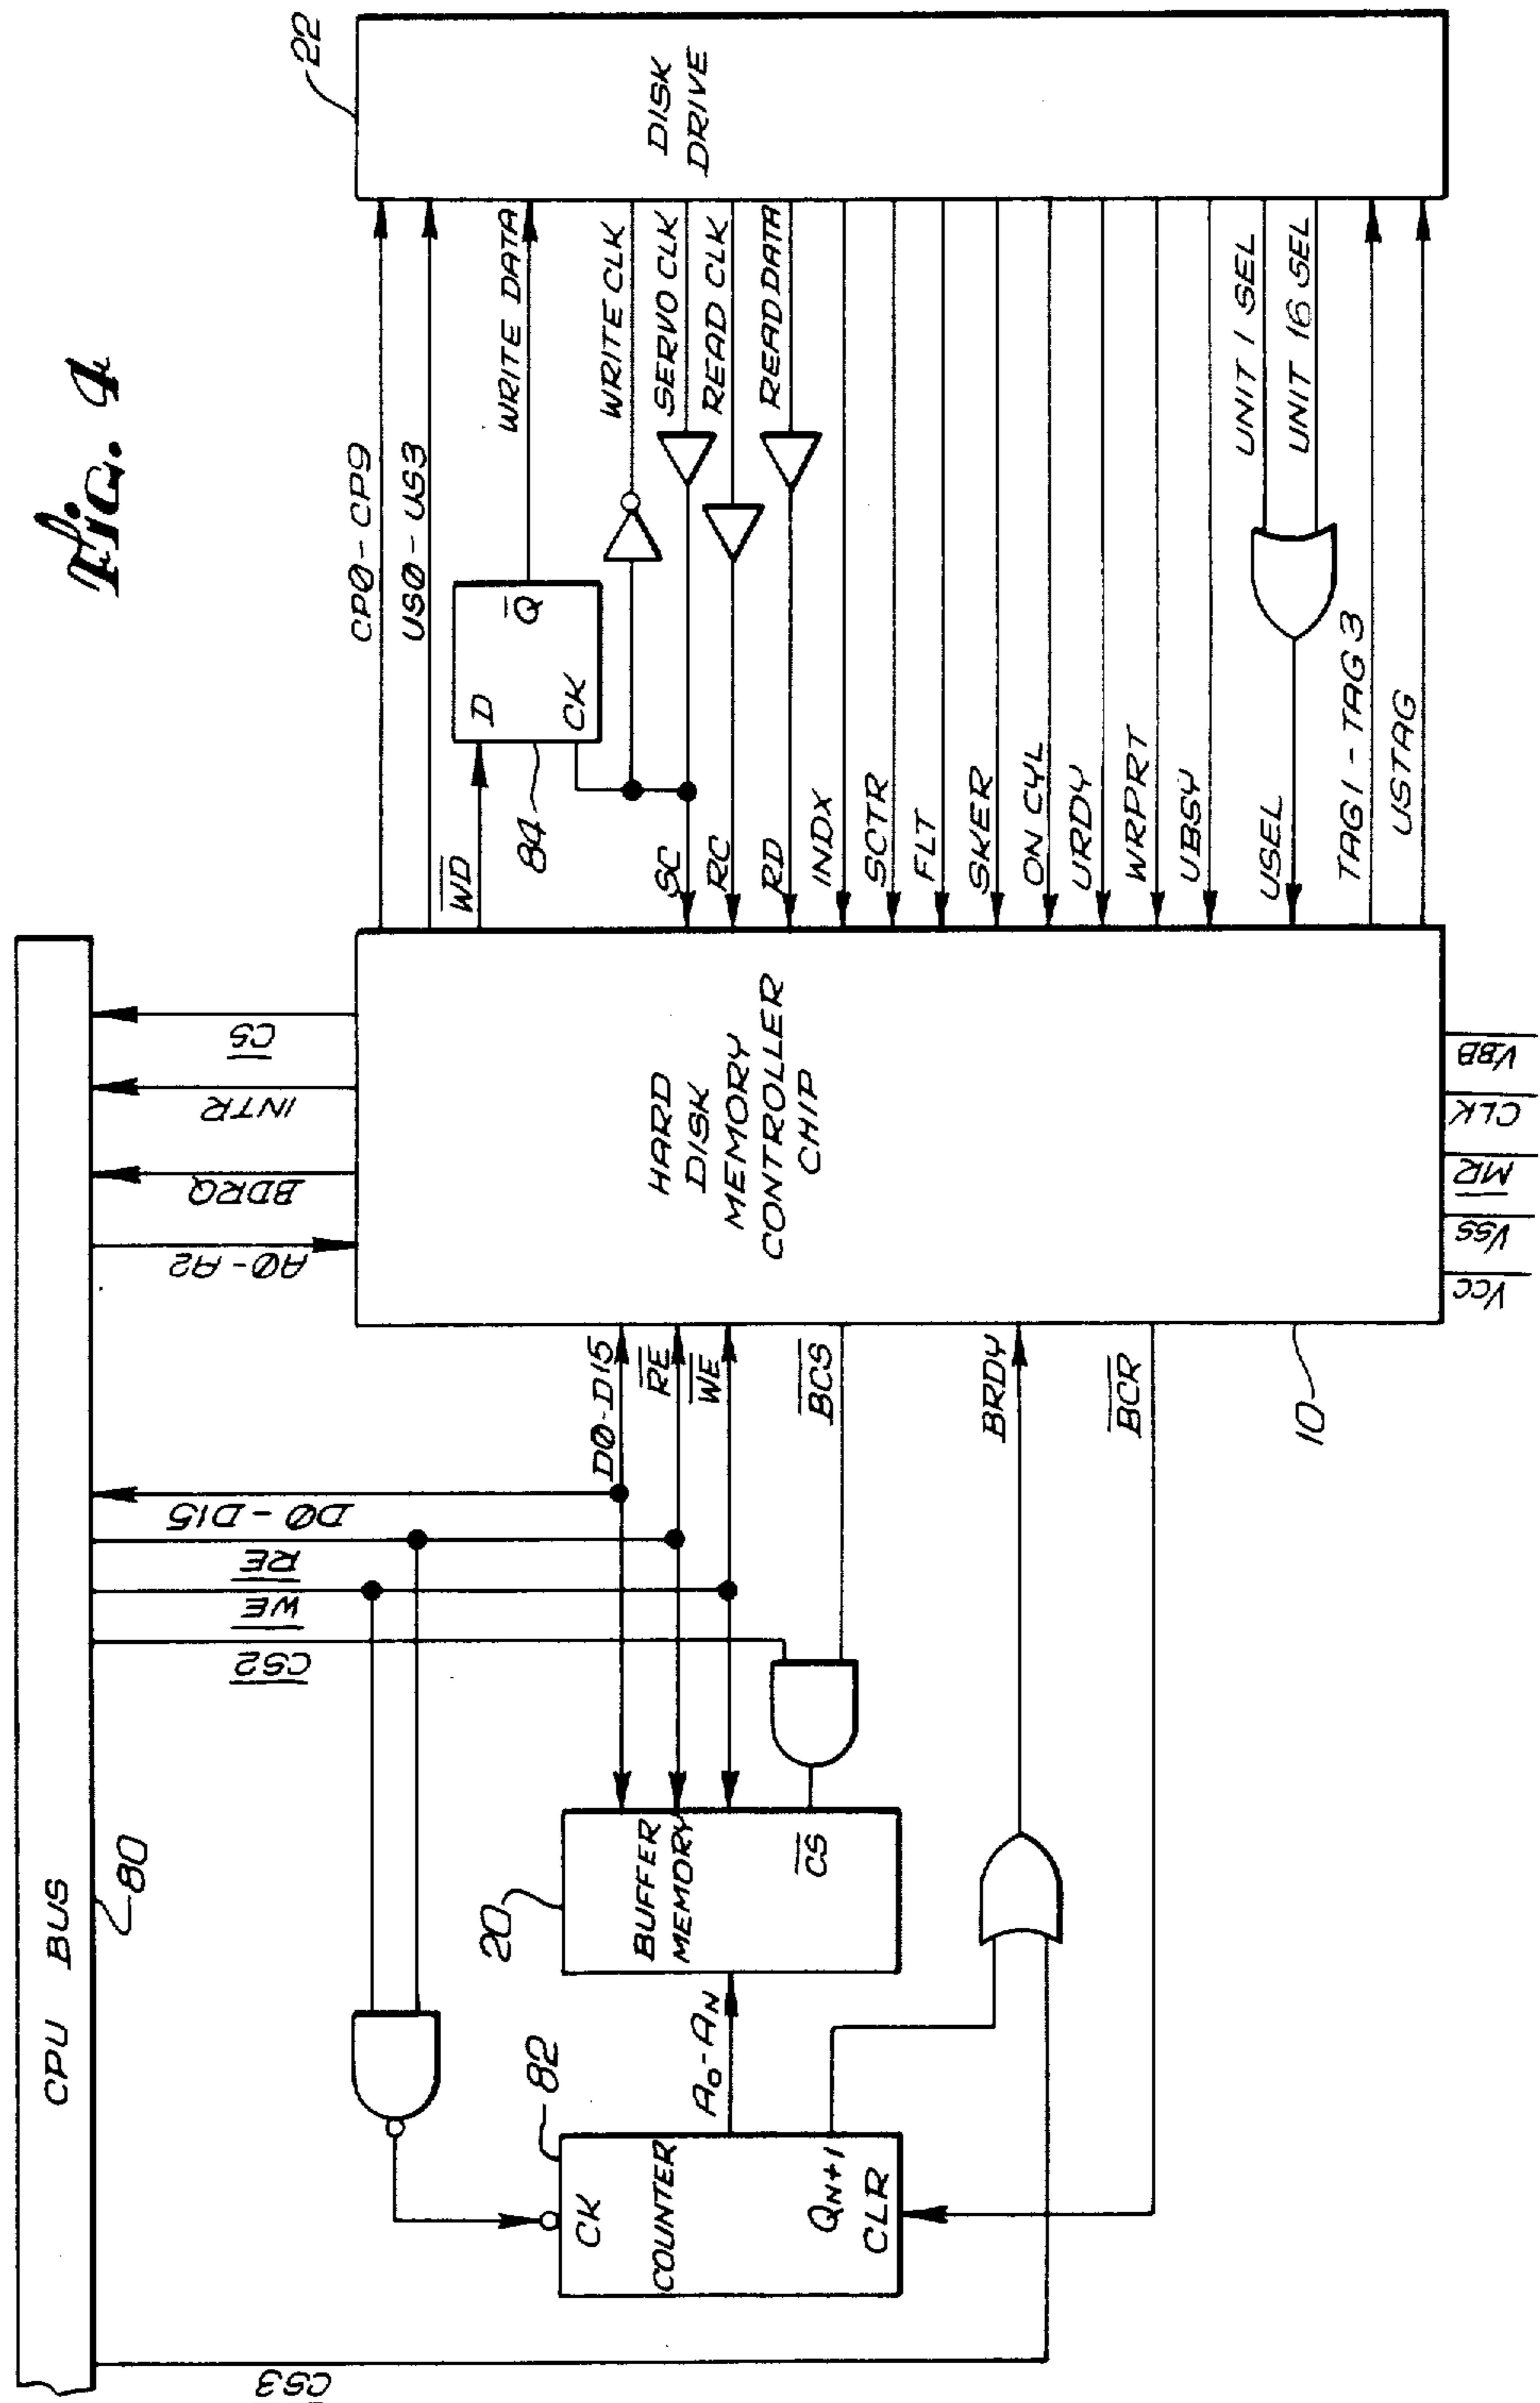 Fig. 4
CPU BUS
80
CS3
CS2
WE
RE
D0-D15
A0-A2
BDRQ
INTR
CS
82
CK
COUNTER
QN+1
CLR
A0-AN
20
BUFFER
MEMORY
CS
D0-D15
RE
WE
BCS
BRDY
BCR
10
HARD
DISK
MEMORY
CONTROLLER
CHIP
VCC
VSS
MR
CLK
VBB
CP0-CP9
US0-US3
WD
D
Q
CK
84
WRITE DATA
WRITE CLK
SC
SERVO CLK
RC
READ CLK
RD
READ DATA
INDX
SCTR
FLT
SKER
ON CYL
URDY
WRPRT
UBSY
USEL
UNIT 1 SEL
UNIT 16 SEL
TAG1-TAG3
USTAG
22
DISK
DRIVE